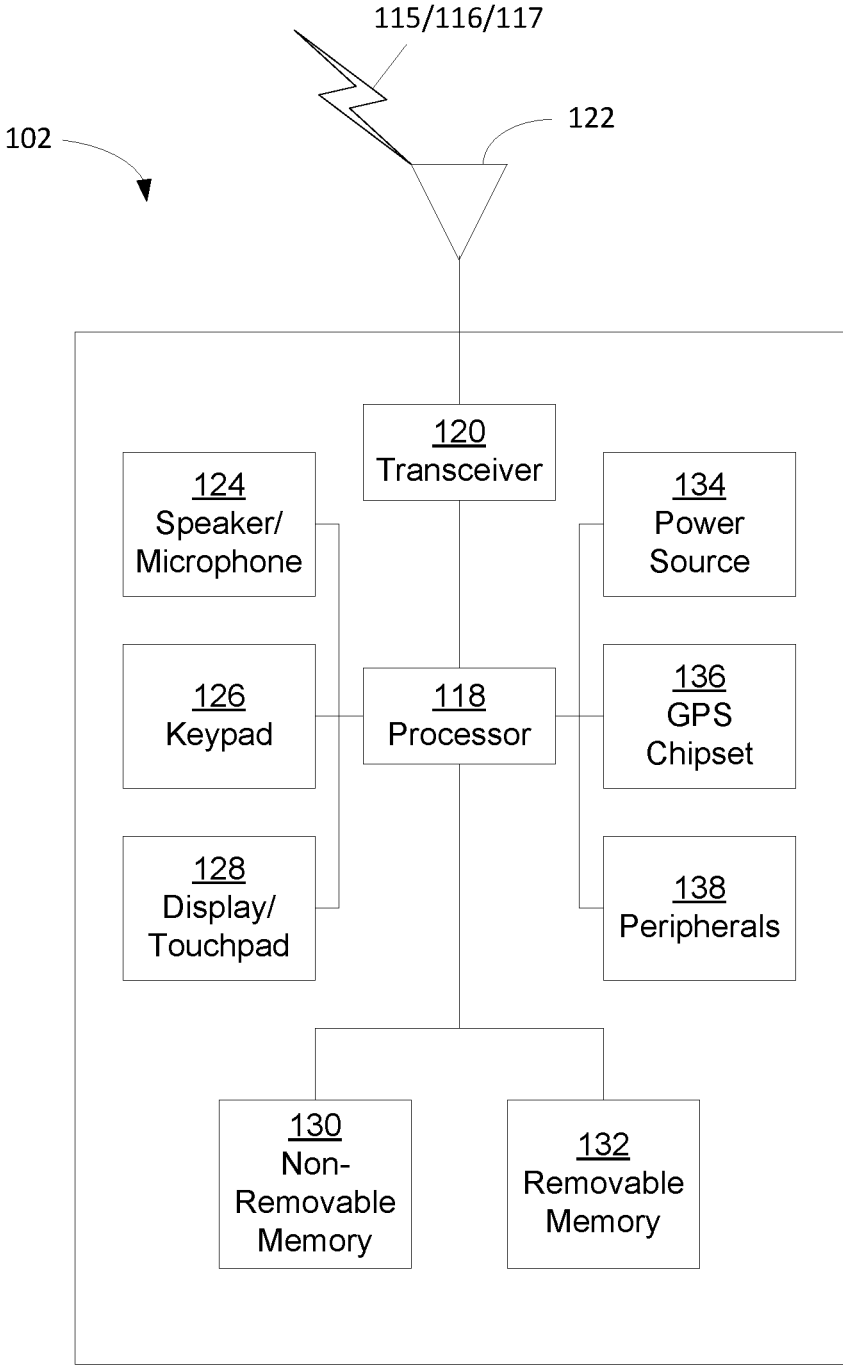 115/116/117
122
102
120
Transceiver
124
Speaker/
Microphone
134
Power
Source
126
Keypad
118
Processor
136
GPS
Chipset
128
Display/
Touchpad
138
Peripherals
130
Non-
Removable
Memory
132
Removable
Memory